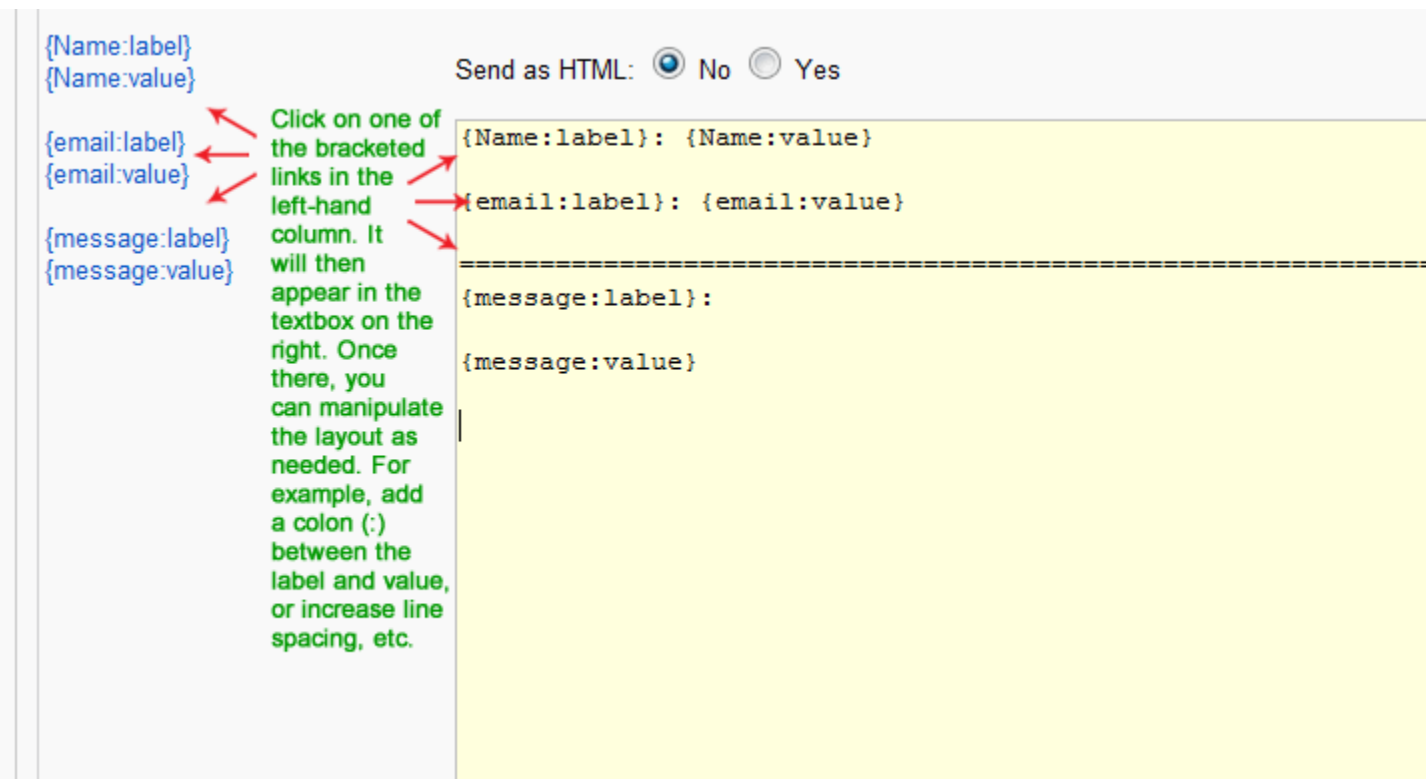 {Name:label}
{Name:value}
{email:label}
{email:value}
{message:label}
{message:value}
Click on one of
the bracketed
links in the
left-hand
column. It
will then
appear in the
textbox on the
right. Once
there, you
can manipulate
the layout as
needed. For
example, add
a colon (:)
between the
label and value,
or increase line
spacing, etc.
Send as HTML: No Yes
{Name:label}: {Name:value}
{email:label}: {email:value}
=============================================================
{message:label}:
{message:value}